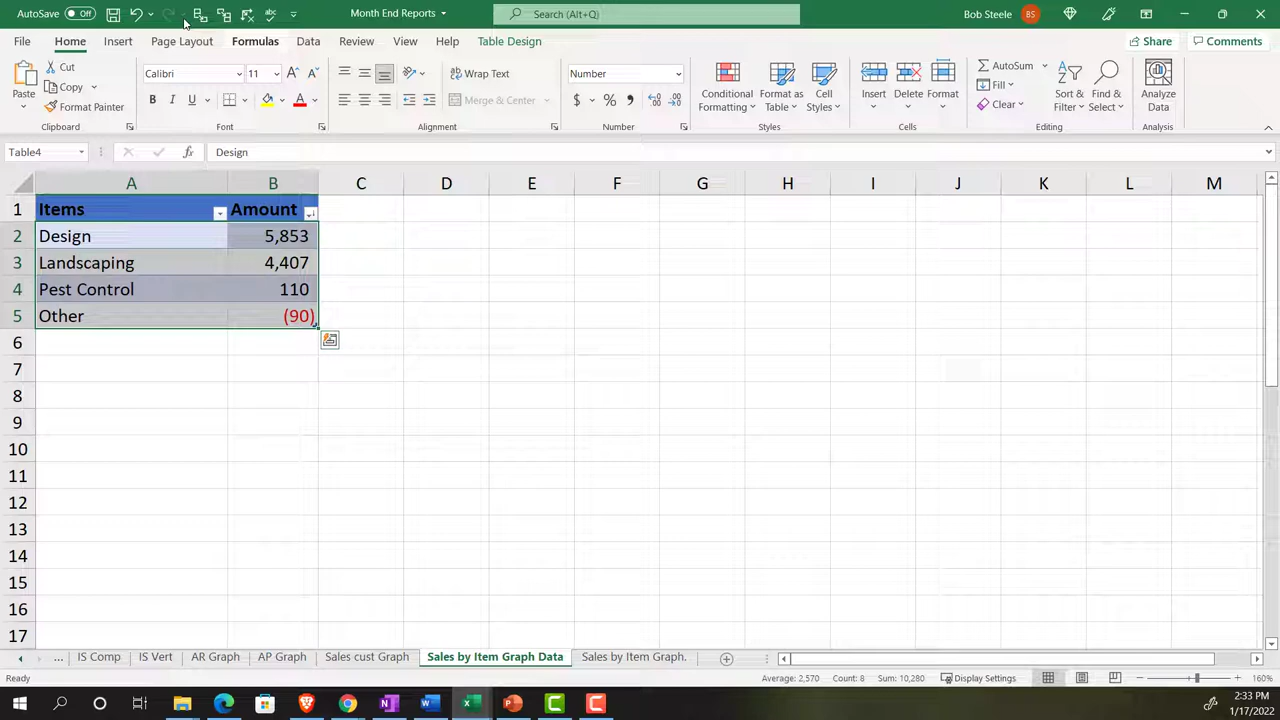 AutoSave Off Month End Reports Search (Alt+Q) Bob Steele BS
File Home Insert Page Layout Formulas Data Review View Help Table Design Share Comments
Paste Cut Copy Format Painter Clipboard
Calibri 11 B I U A Font
Wrap Text Merge & Center Alignment
Number $ % , Number
Conditional Formatting Format as Table Cell Styles Styles
Insert Delete Format Cells
AutoSum Fill Clear Sort & Filter Find & Select Editing
Analyze Data Analysis
Table4 fx Design
A B C D E F G H I J K L M
1 Items Amount
2 Design 5,853
3 Landscaping 4,407
4 Pest Control 110
5 Other (90)
6
7
8
9
10
11
12
13
14
15
16
17
... IS Comp IS Vert AR Graph AP Graph Sales cust Graph Sales by Item Graph Data Sales by Item Graph.
Ready Average: 2,570 Count: 8 Sum: 10,280 Display Settings 160%
2:33 PM
1/17/2022